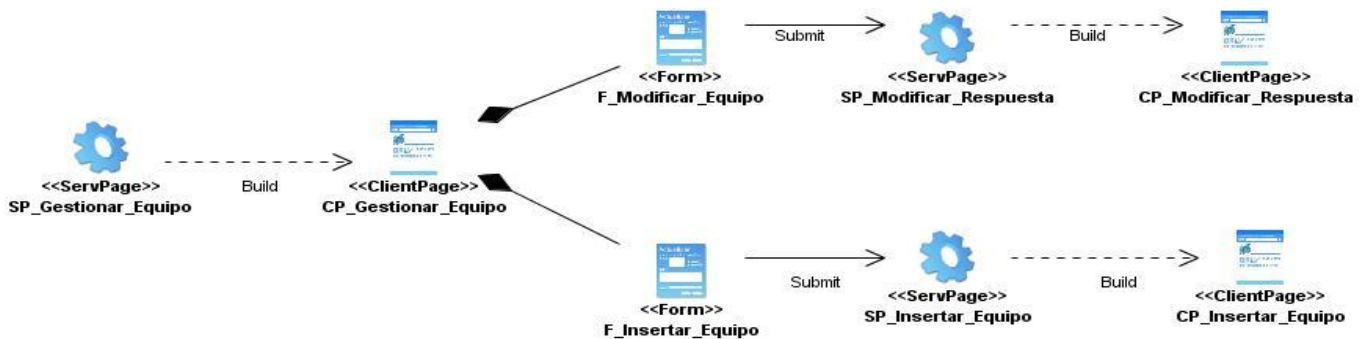 Submit
Build
<<Form>>
F_Modificar_Equipo
<<ServPage>>
SP_Modificar_Respuesta
<<ClientPage>>
CP_Modificar_Respuesta
<<ServPage>>
SP_Gestionar_Equipo
Build
<<ClientPage>>
CP_Gestionar_Equipo
Submit
Build
<<Form>>
F_Insertar_Equipo
<<ServPage>>
SP_Insertar_Equipo
<<ClientPage>>
CP_Insertar_Equipo